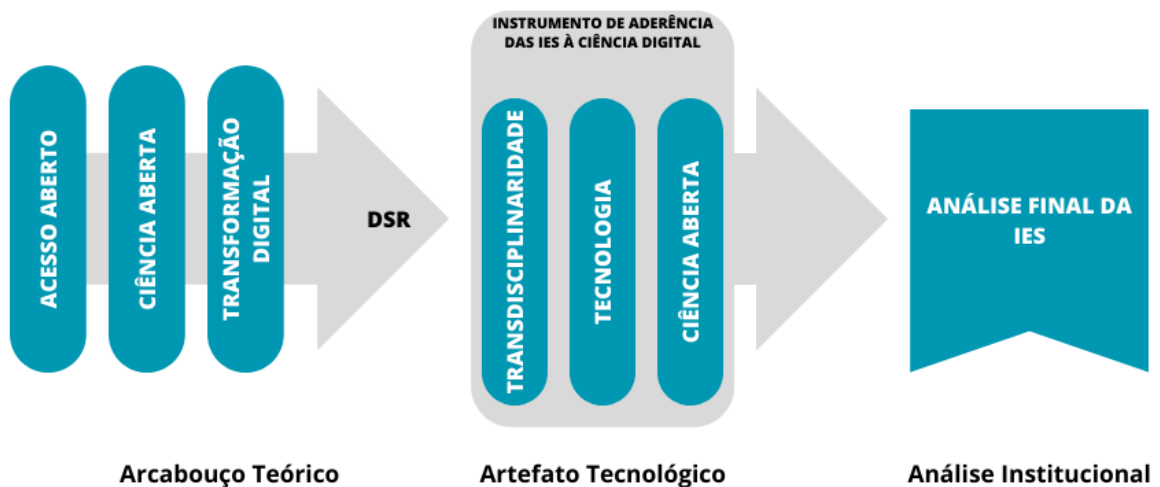 ACESSO ABERTO
CIÊNCIA ABERTA
TRANSFORMAÇÃO
DIGITAL
DSR
INSTRUMENTO DE ADERÊNCIA
DAS IES À CIÊNCIA DIGITAL
TRANSDISCIPLINARIDADE
TECNOLOGIA
CIÊNCIA ABERTA
ANÁLISE FINAL DA
IES
Arcabouço Teórico
Artefato Tecnológico
Análise Institucional